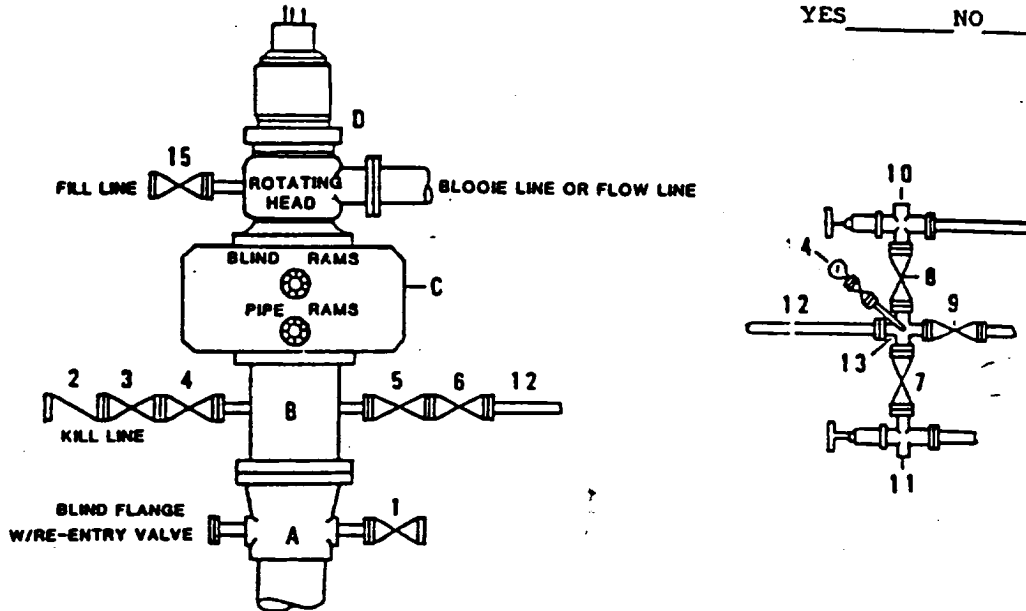 YES NO
D
15
10
FILL LINE
ROTATING
HEAD
BLOOIE LINE OR FLOW LINE
BLIND RAMS
C
PIPE RAMS
4
8
12
9
13
2 3 4
5 6 12
B
7
KILL LINE
11
BLIND FLANGE
W/RE-ENTRY VALVE
1
A